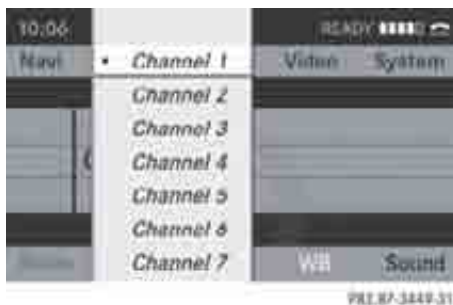 10:06 READY
Navi • Channel 1 Video System
Channel 2
Channel 3
Channel 4
Channel 5
Channel 6
Channel 7 WB Sound
P82.87-3449-31